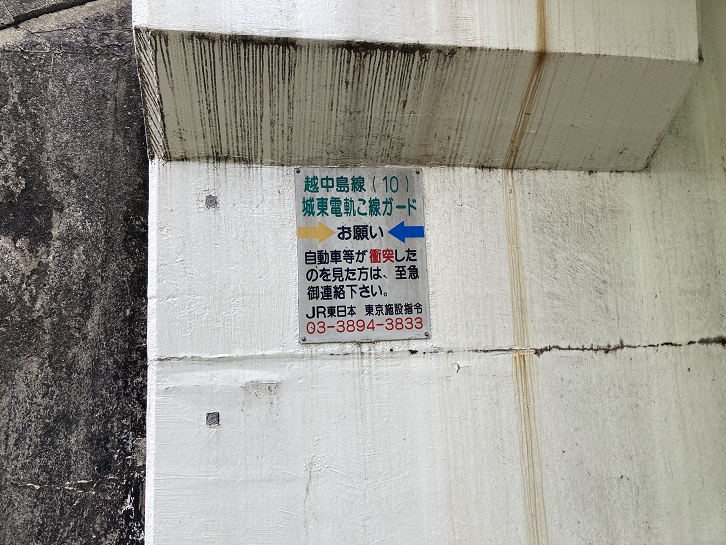 越中島線(10)
城東電軌こ線ガード
お願い
自動車等が衝突した
のを見た方は、至急
御連絡下さい。
JR東日本 東京施設指令
03-3894-3833